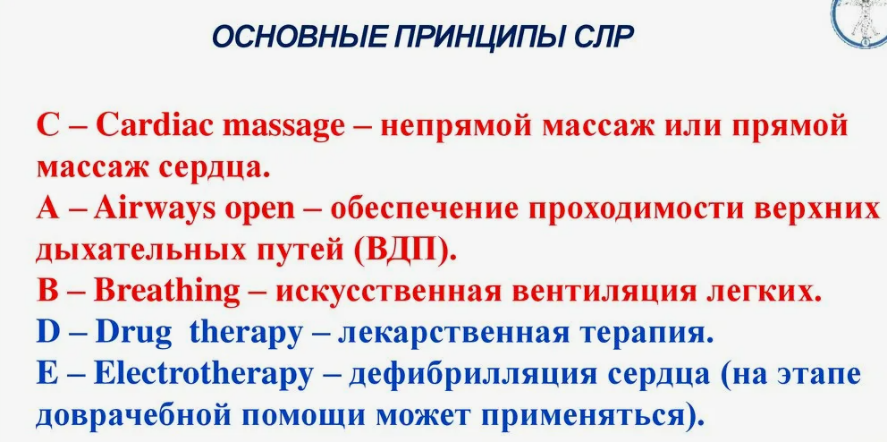 ОСНОВНЫЕ ПРИНЦИПЫ СЛР
C – Cardiac massage – непрямой массаж или прямой
массаж сердца.
A – Airways open – обеспечение проходимости верхних
дыхательных путей (ВДП).
B – Breathing – искусственная вентиляция легких.
D – Drug therapy – лекарственная терапия.
E – Electrotherapy – дефибрилляция сердца (на этапе
доврачебной помощи может применяться).